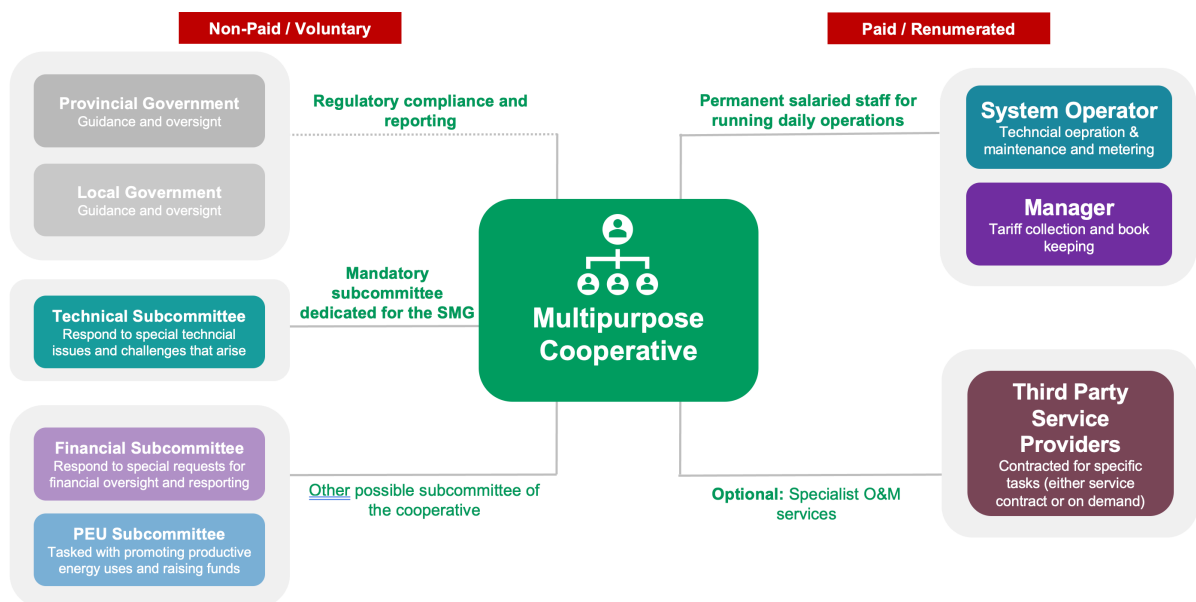 Non-Paid / Voluntary
Paid / Renumerated
Provincial Government
Guidance and oversignt
Local Government
Guidance and oversignt
Regulatory compliance and
reporting
Permanent salaried staff for
running daily operations
System Operator
Techncial oepration &
maintenance and metering
Manager
Tariff collection and book
keeping
Mandatory
subcommittee
dedicated for the SMG
Technical Subcommittee
Respond to special techncial
issues and challenges that arise
Multipurpose
Cooperative
Financial Subcommittee
Respond to special requests for
financial oversight and resporting
PEU Subcommittee
Tasked with promoting productive
energy uses and raising funds
Other possible subcommittee of
the cooperative
Optional: Specialist O&M
services
Third Party
Service
Providers
Contracted for specific
tasks (either service
contract or on demand)